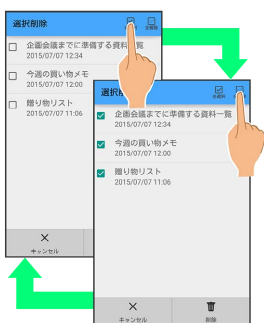 選択削除
全選択
全解除
企画会議までに準備する資料一覧
2015/07/07 12:34
今週の買い物メモ
2015/07/07 12:00
贈り物リスト
2015/07/07 11:06
キャンセル
選択
全選択
企画会議までに準備する資料一覧
2015/07/07 12:34
今週の買い物メモ
2015/07/07 12:00
贈り物リスト
2015/07/07 11:06
キャンセル
削除